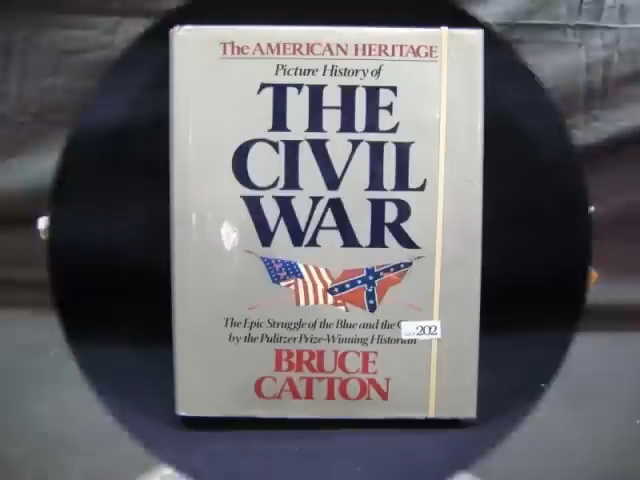 The AMERICAN HERITAGE
Picture History of
THE
CIVIL
WAR
The Epic Struggle of the Blue and the
202
by the Pulitzer Prize-Winning Historian
BRUCE
CATTON